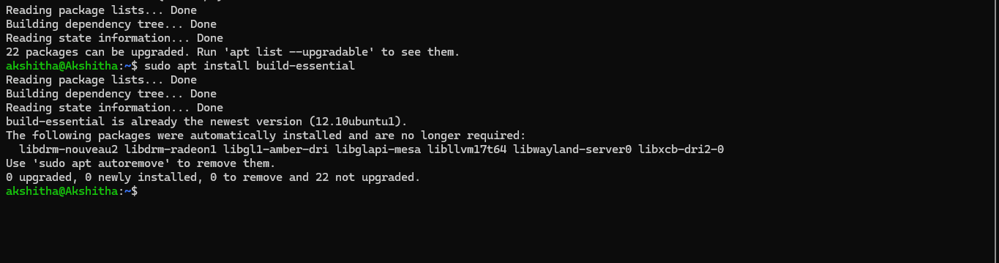 Reading package lists... Done
Building dependency tree... Done
Reading state information... Done
22 packages can be upgraded. Run 'apt list --upgradable' to see them.
akshitha@Akshitha:~$ sudo apt install build-essential
Reading package lists... Done
Building dependency tree... Done
Reading state information... Done
build-essential is already the newest version (12.10ubuntu1).
The following packages were automatically installed and are no longer required:
  libdrm-nouveau2 libdrm-radeon1 libgl1-amber-dri libglapi-mesa libllvm17t64 libwayland-server0 libxcb-dri2-0
Use 'sudo apt autoremove' to remove them.
0 upgraded, 0 newly installed, 0 to remove and 22 not upgraded.
akshitha@Akshitha:~$